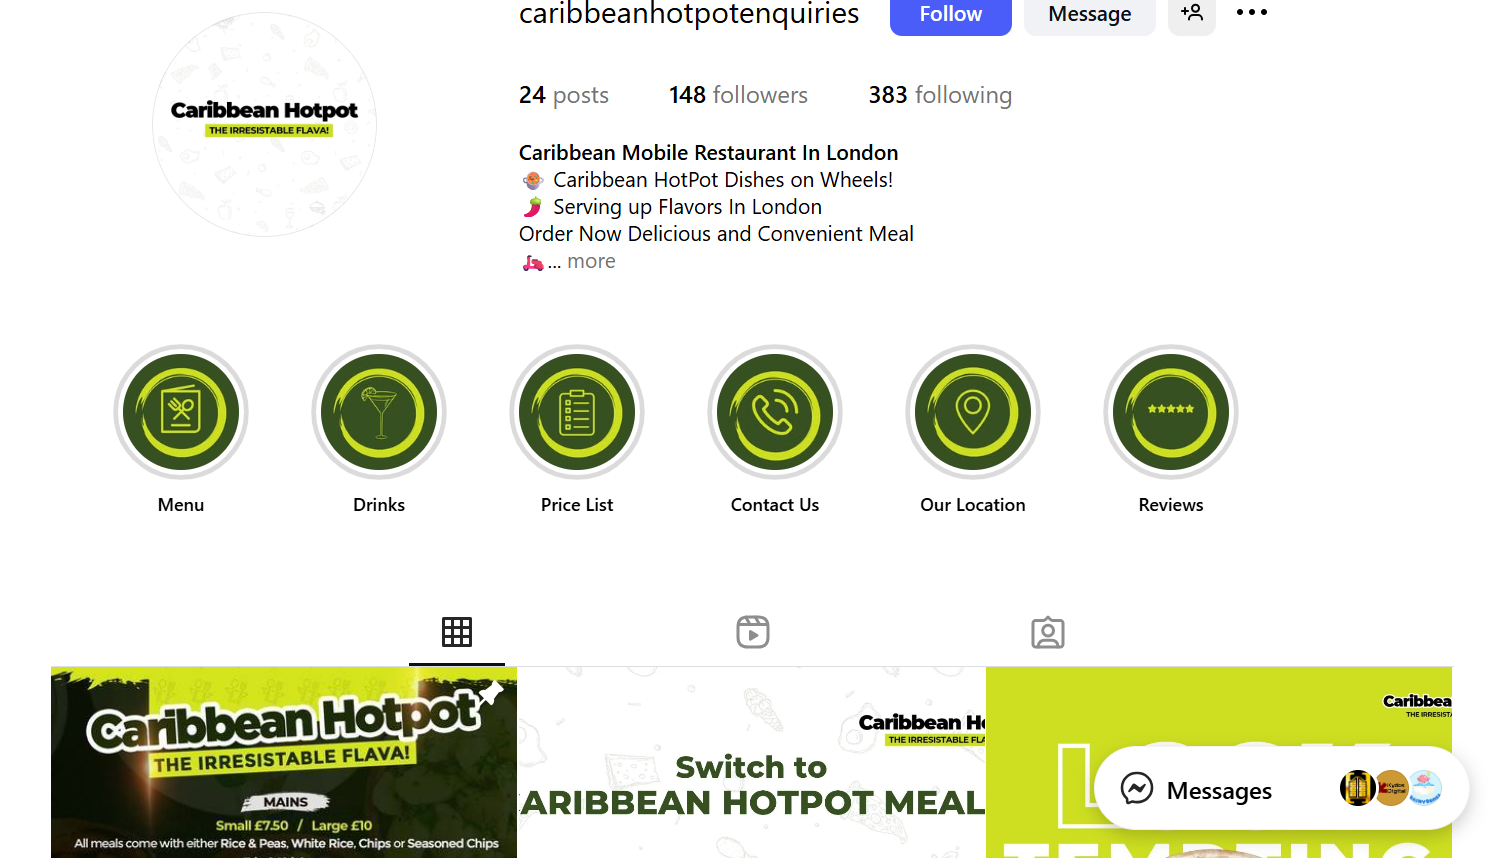 caribbeanhotpotenquiries
Follow
Message
Caribbean Hotpot
THE IRRESISTABLE FLAVA!
24 posts
148 followers
383 following
Caribbean Mobile Restaurant In London
Caribbean HotPot Dishes on Wheels!
Serving up Flavors In London
Order Now Delicious and Convenient Meal
... more
Menu
Drinks
Price List
Contact Us
Our Location
Reviews
Caribbean Hotpot
THE IRRESISTABLE FLAVA!
MAINS
Small £7.50 / Large £10
All meals come with either Rice & Peas, White Rice, Chips or Seasoned Chips
Caribbean H
THE IRRESISTABLE FL
Switch to
ARIBBEAN HOTPOT MEAL
Caribbea
THE IRRESIST
TEMPTING
Messages